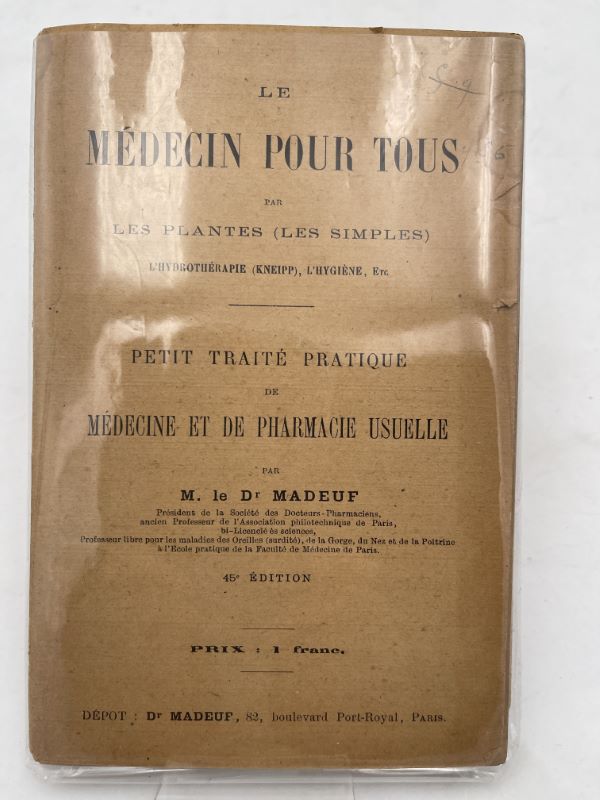 LE
MÉDECIN POUR TOUS
PAR
LES PLANTES (LES SIMPLES)
L'HYDROTHÉRAPIE (KNEIPP), L'HYGIÈNE, Etc
PETIT TRAITÉ PRATIQUE
DE
MÉDECINE ET DE PHARMACIE USUELLE
PAR
M. le Dr MADEUF
Président de la Société des Docteurs-Pharmaciens,
ancien Professeur de l'Association philotechnique de Paris,
bi-Licencié ès sciences,
Professeur libre pour les maladies des Oreilles (surdité), de la Gorge, du Nez et de la Poitrine
à l'Ecole pratique de la Faculté de Médecine de Paris.
45e ÉDITION
PRIX : 1 franc.
DÉPOT : Dr MADEUF, 82, boulevard Port-Royal, PARIS.